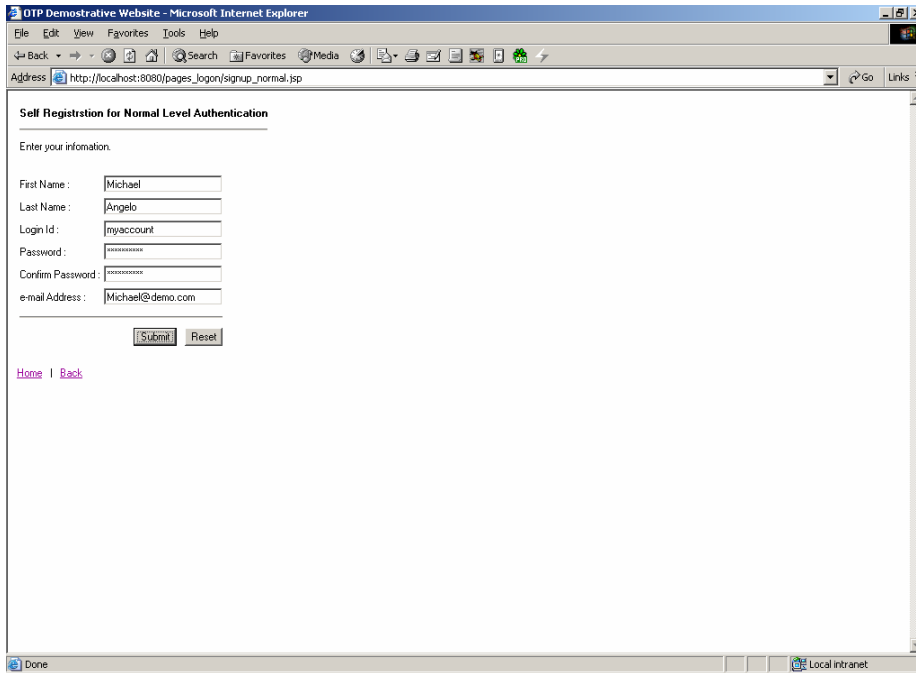 OTP Demostrative Website - Microsoft Internet Explorer
File Edit View Favorites Tools Help
Back Search Favorites Media
Address http://localhost:8080/pages_logon/signup_normal.jsp Go Links
Self Registrstion for Normal Level Authentication
Enter your infomation.
First Name : Michael
Last Name : Angelo
Login Id : myaccount
Password : **********
Confirm Password : **********
e-mail Address : Michael@demo.com
Submit Reset
Home | Back
Done Local intranet